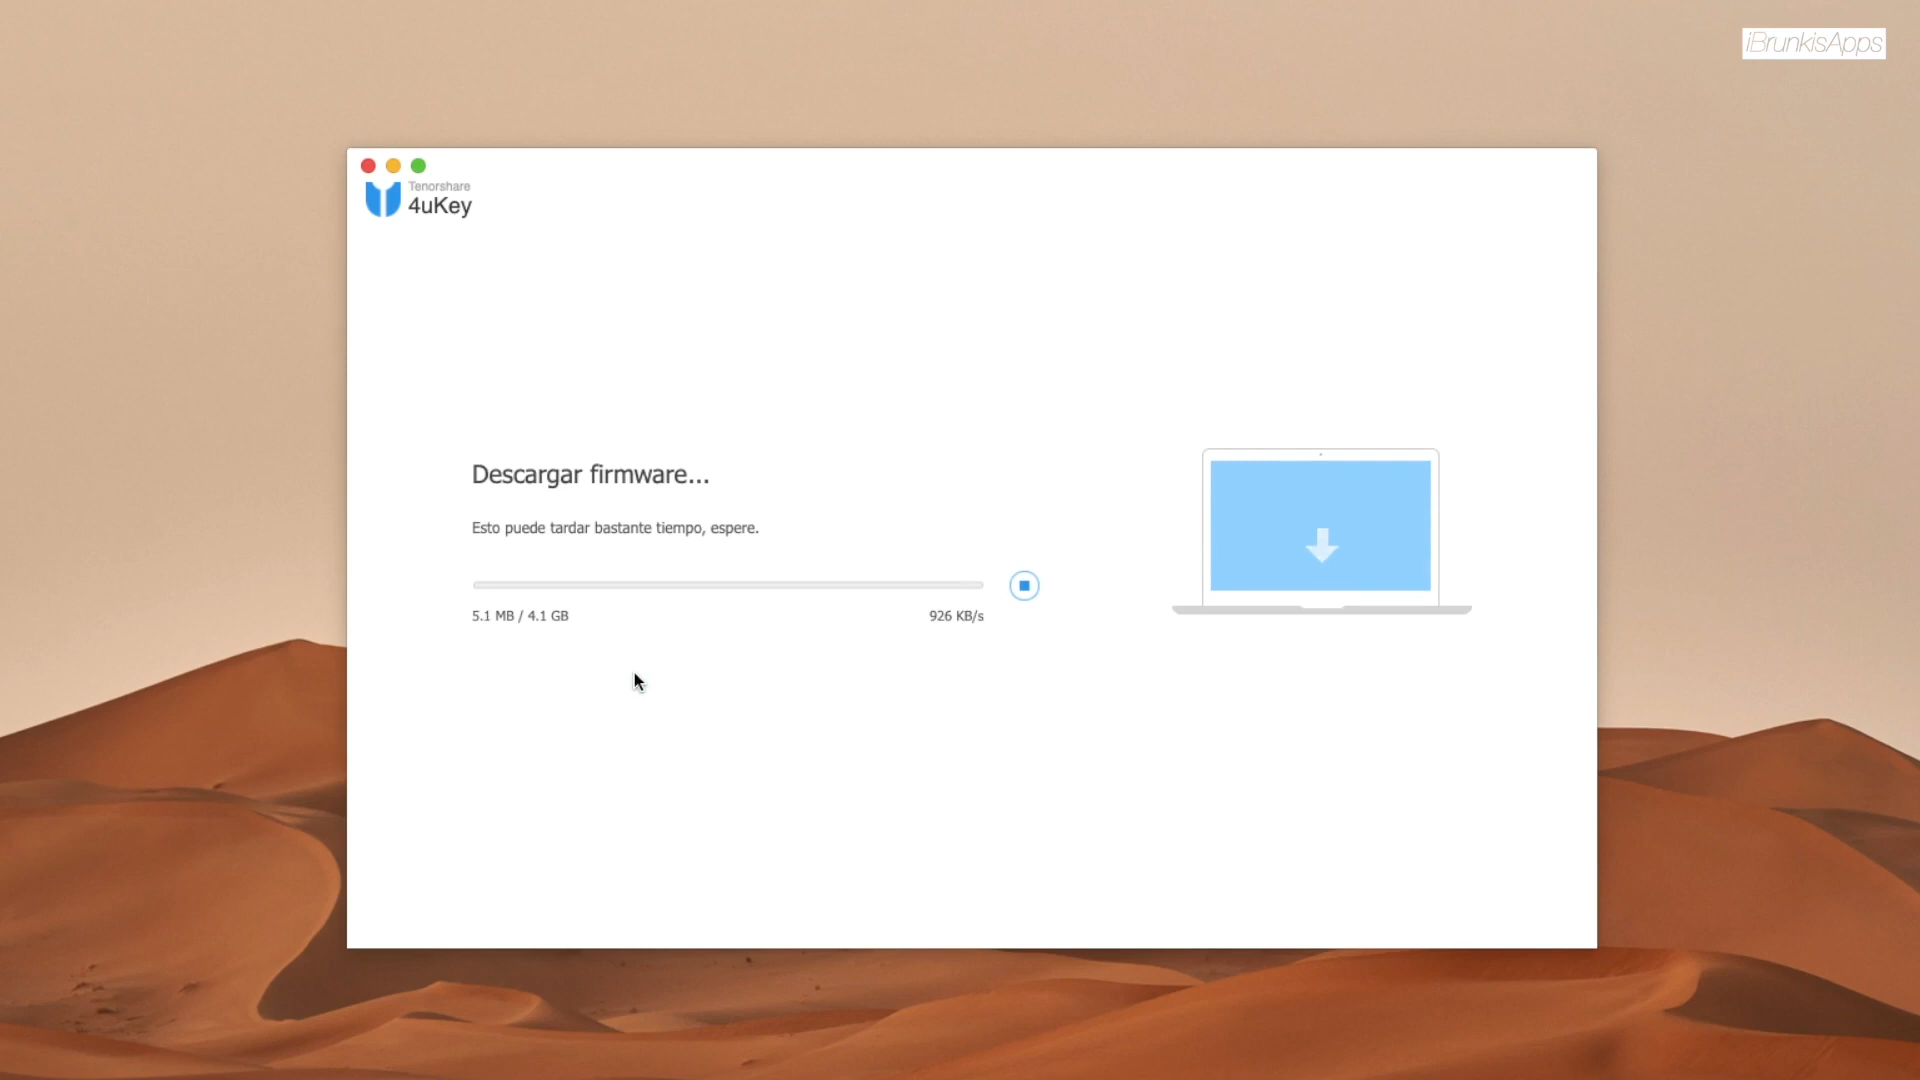 iBrunkisApps
Tenorshare
4uKey
Descargar firmware...
Esto puede tardar bastante tiempo, espere.
5.1 MB / 4.1 GB
926 KB/s